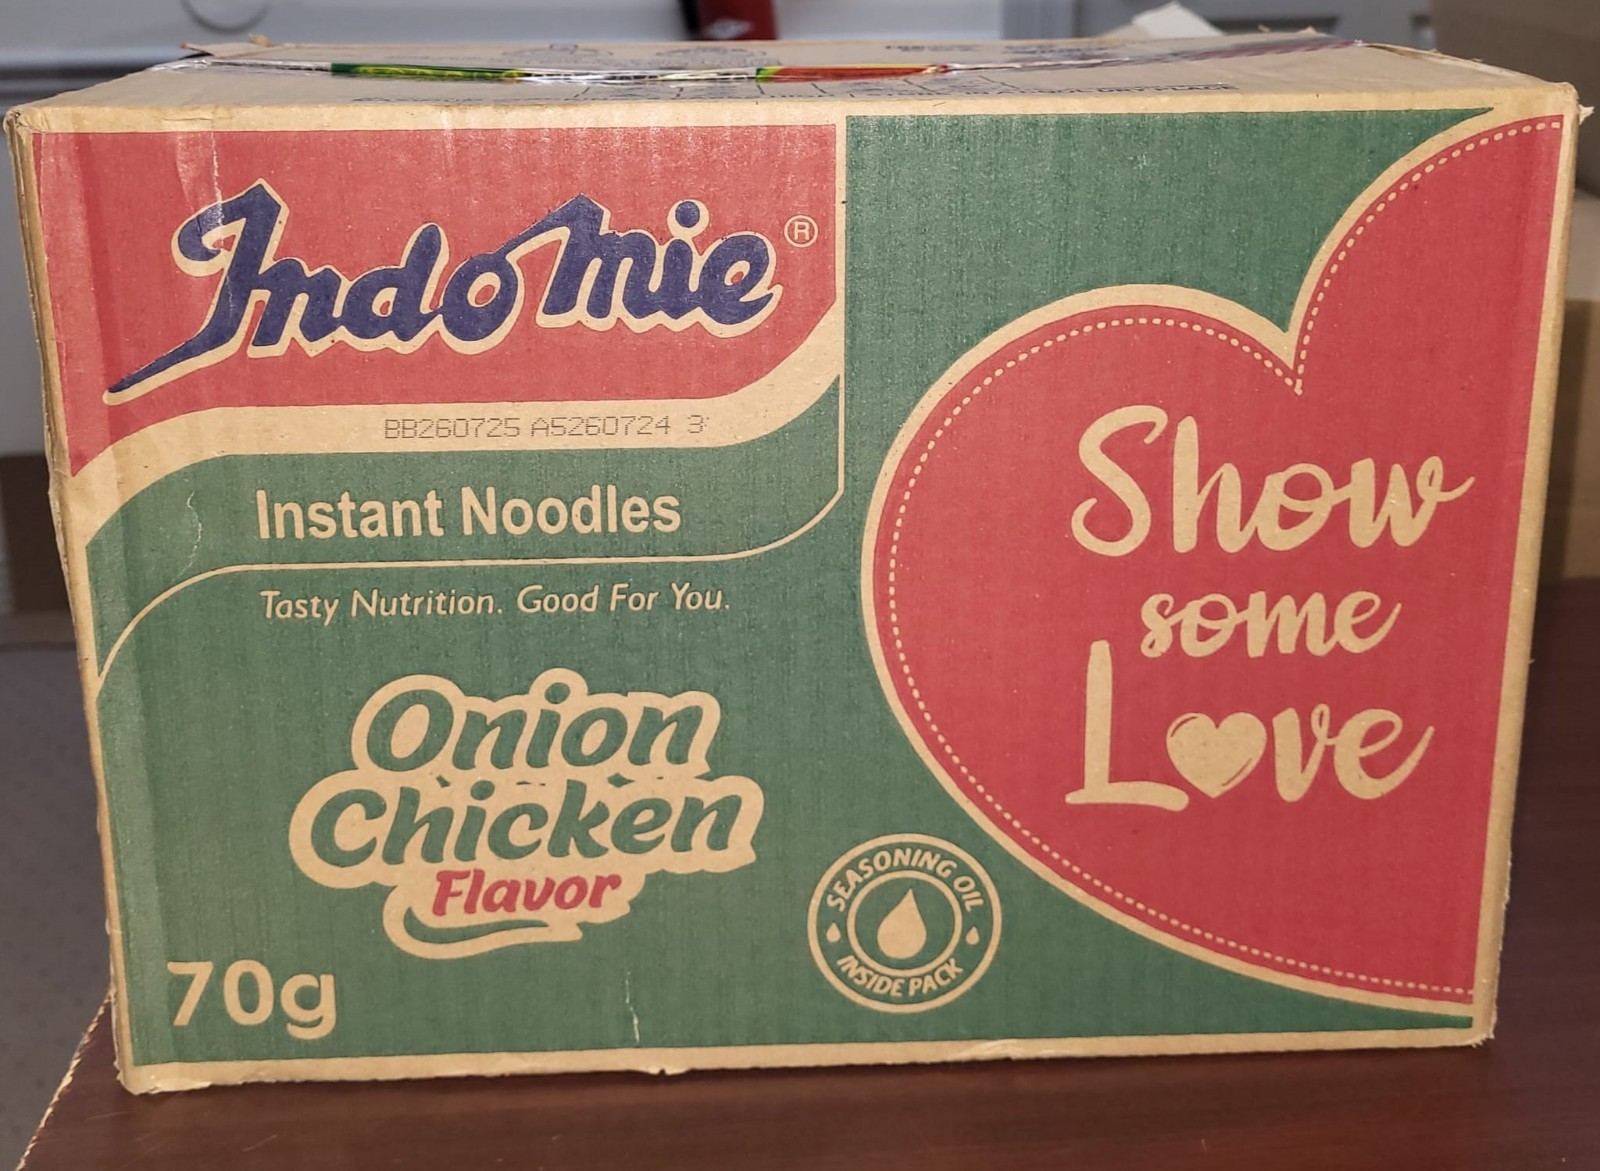 Indomie®
BB260725 A5260724 3
Instant Noodles
Tasty Nutrition. Good For You.
Onion
Chicken
Flavor
70g
SEASONING OIL
INSIDE PACK
Show
some
Love